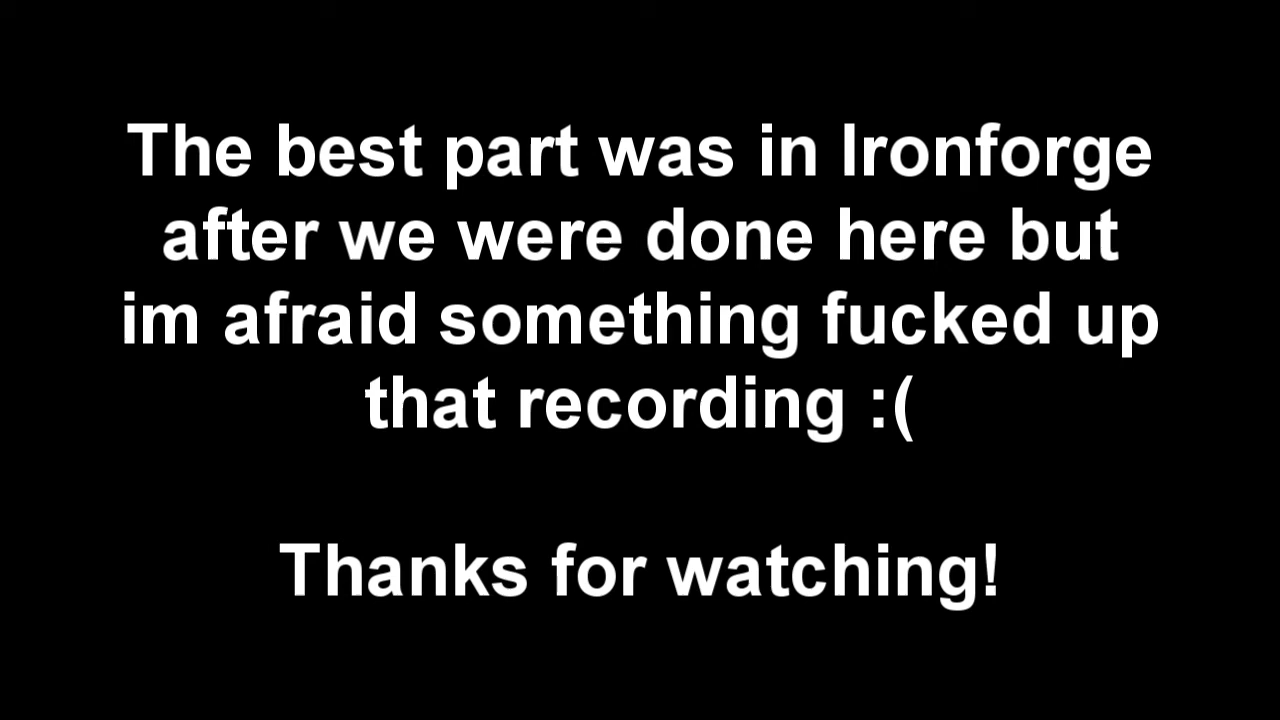 The best part was in Ironforge
after we were done here but
im afraid something fucked up
that recording :(
Thanks for watching!